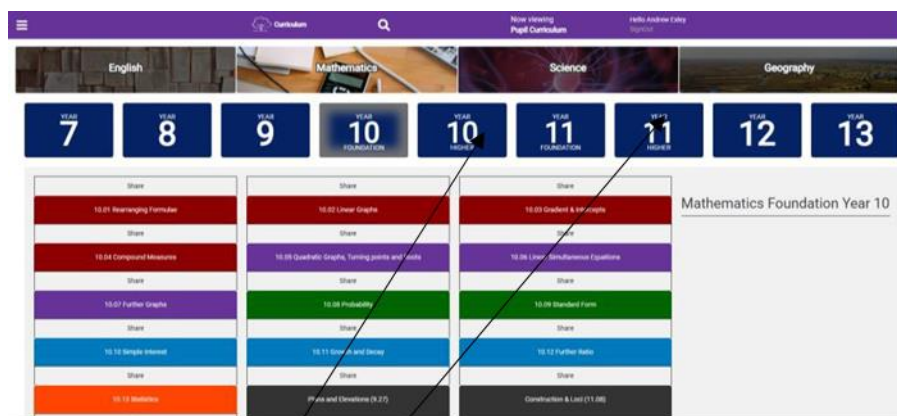 Curriculum
Now viewing
Pupil Curriculum
Hello Andrew Exley
Signout
English
Mathematics
Science
Geography
YEAR
7
YEAR
8
YEAR
9
YEAR
10
FOUNDATION
YEAR
10
HIGHER
YEAR
11
FOUNDATION
YEAR
11
HIGHER
YEAR
12
YEAR
13
Mathematics Foundation Year 10
Share
Share
Share
10.01 Rearranging Formulae
10.02 Linear Graphs
10.03 Gradient & Intercepts
Share
Share
Share
10.04 Compound Measures
10.05 Quadratic Graphs, Turning points and Roots
10.06 Linear Simultaneous Equations
Share
Share
Share
10.07 Further Graphs
10.08 Probability
10.09 Standard Form
Share
Share
Share
10.10 Simple Interest
10.11 Growth and Decay
10.12 Further Ratio
Share
Share
Share
10.13 Statistics
Plans and Elevations (9.27)
Construction & Loci (11.08)